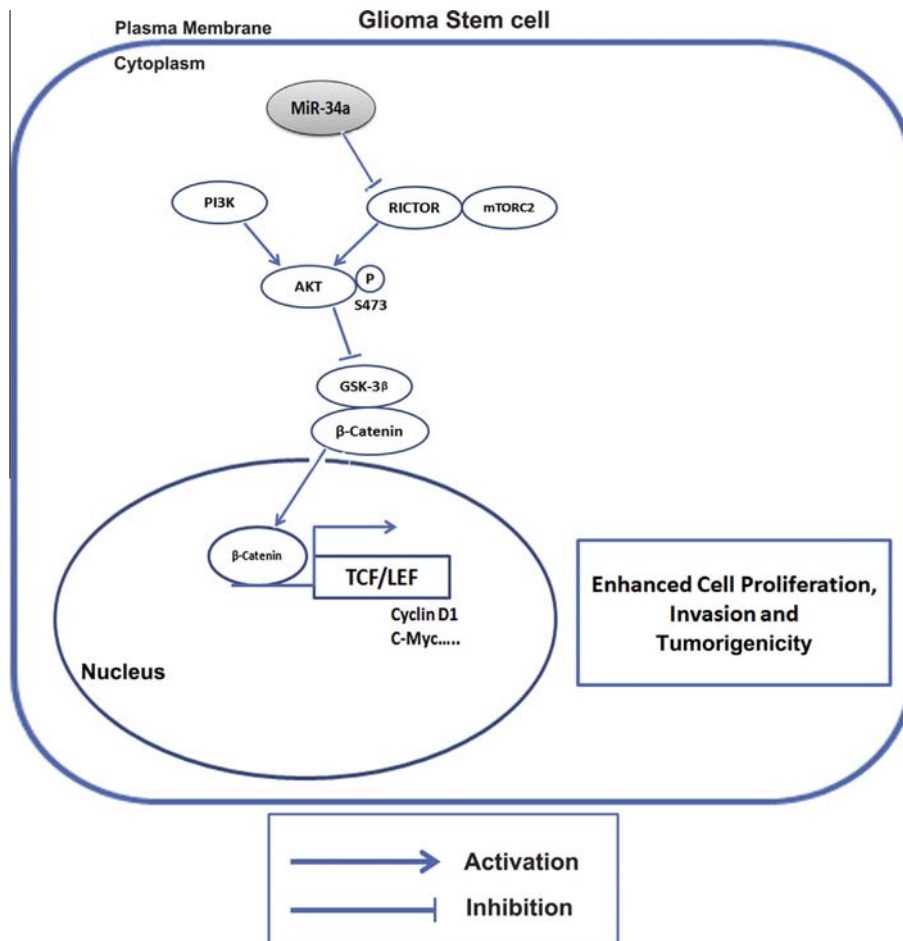 Glioma Stem cell
Plasma Membrane
Cytoplasm
MiR-34a
PI3K
RICTOR
mTORC2
AKT
P
S473
GSK-3β
β-Catenin
β-Catenin
TCF/LEF
Cyclin D1
C-Myc.....
Nucleus
Enhanced Cell Proliferation,
Invasion and
Tumorigenicity
Activation
Inhibition